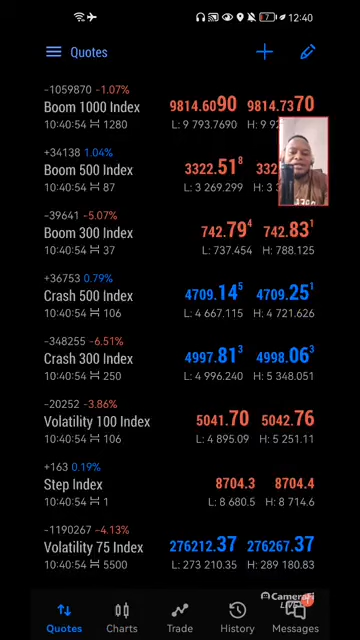 7 12:40
Quotes
-1059870 -1.07%
Boom 1000 Index 9814.6090 9814.7370
10:40:54 1280 L: 9 793.7690 H: 9 92
+34138 1.04%
Boom 500 Index 3322.518
10:40:54 87 L: 3 269.299
-39641 -5.07%
Boom 300 Index 742.794 742.831
10:40:54 37 L: 737.454 H: 788.125
+36753 0.79%
Crash 500 Index 4709.145 4709.251
10:40:54 106 L: 4 667.115 H: 4 721.626
-348255 -6.51%
Crash 300 Index 4997.813 4998.063
10:40:54 250 L: 4 996.240 H: 5 348.051
-20252 -3.86%
Volatility 100 Index 5041.70 5042.76
10:40:54 106 L: 4 895.09 H: 5 251.11
+163 0.19%
Step Index 8704.3 8704.4
10:40:54 1 L: 8 680.5 H: 8 714.6
-1190267 -4.13%
Volatility 75 Index 276212.37 276267.37
10:40:54 5500 L: 273 210.35 H: 289 180.83
CameraFi
LIVE
Quotes Charts Trade History Messages